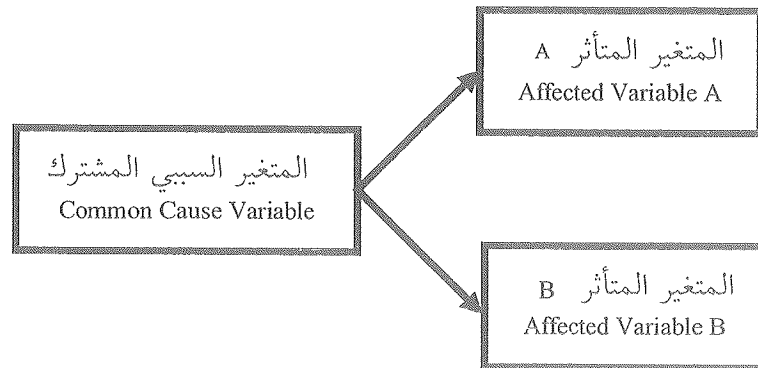 المتغير المتأثر A
Affected Variable A
المتغير السببي المشترك
Common Cause Variable
المتغير المتأثر B
Affected Variable B